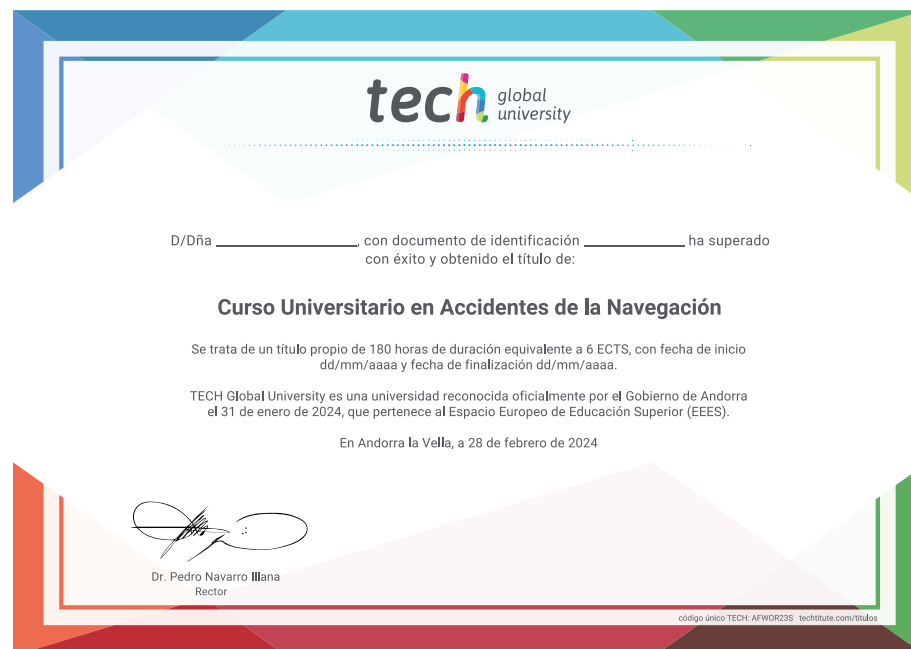 tech global university
D/Dña ____________________, con documento de identificación ______________ ha superado
con éxito y obtenido el título de:
Curso Universitario en Accidentes de la Navegación
Se trata de un título propio de 180 horas de duración equivalente a 6 ECTS, con fecha de inicio
dd/mm/aaaa y fecha de finalización dd/mm/aaaa.
TECH Global University es una universidad reconocida oficialmente por el Gobierno de Andorra
el 31 de enero de 2024, que pertenece al Espacio Europeo de Educación Superior (EEES).
En Andorra la Vella, a 28 de febrero de 2024
Dr. Pedro Navarro Illana
Rector
código único TECH: AFWOR23S techtitute.com/titulos